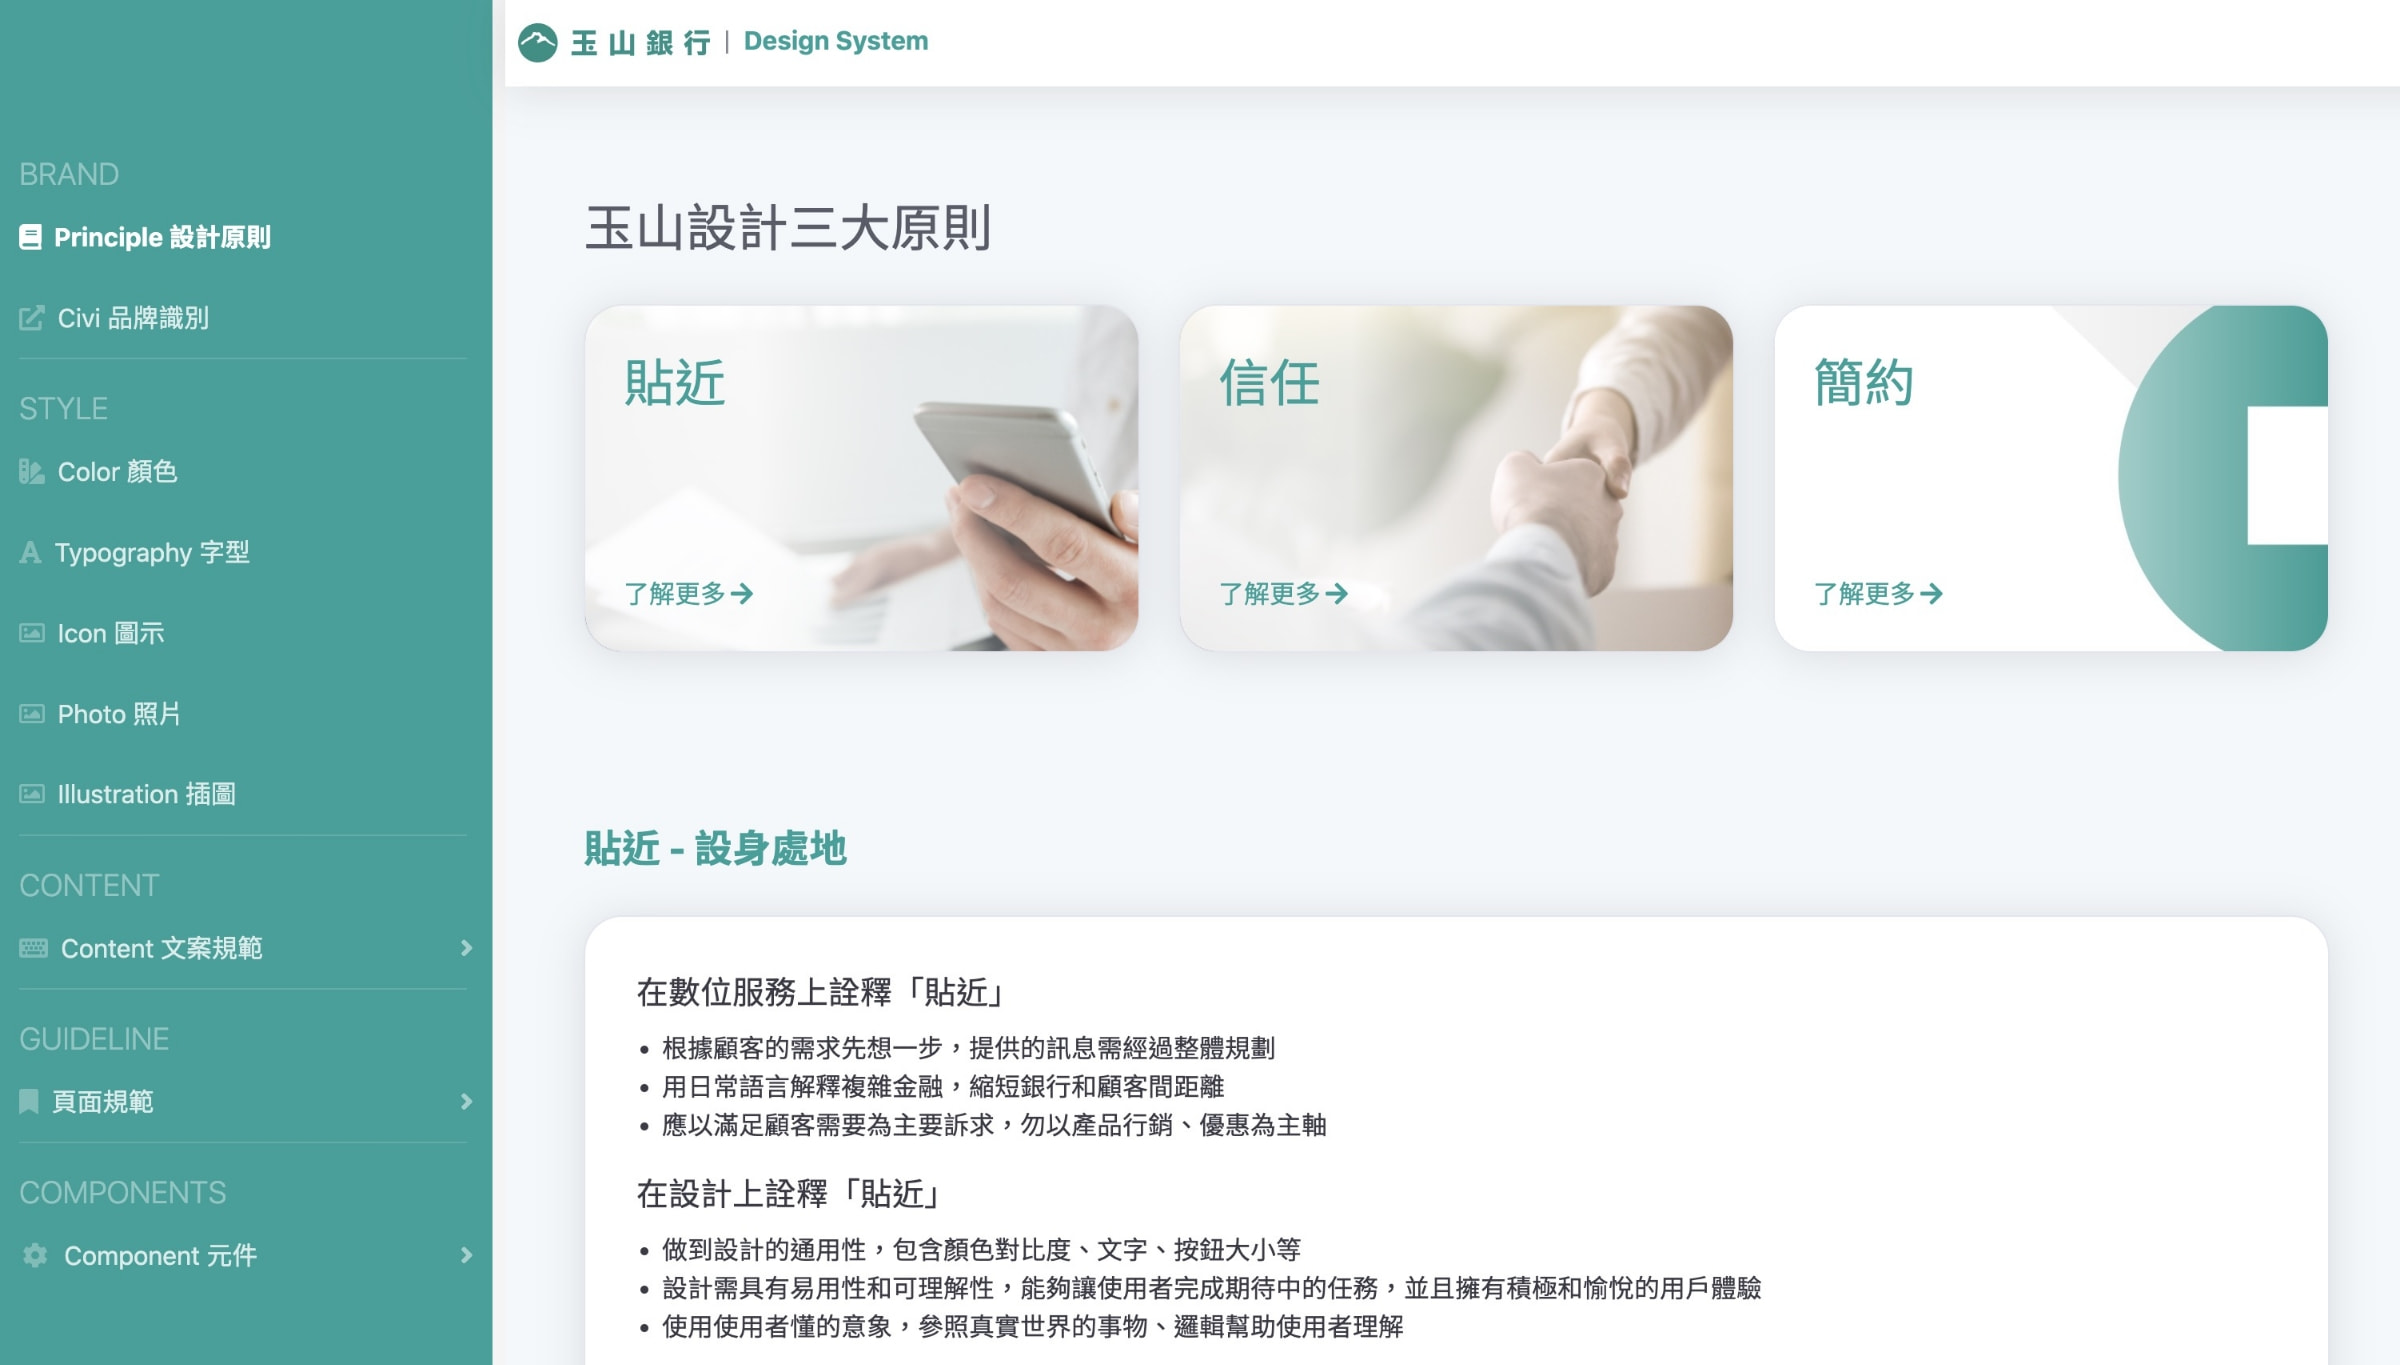 玉山銀行 | Design System
BRAND
Principle 設計原則
Civi 品牌識別
STYLE
Color 顏色
Typography 字型
Icon 圖示
Photo 照片
Illustration 插圖
CONTENT
Content 文案規範
GUIDELINE
頁面規範
COMPONENTS
Component 元件
玉山設計三大原則
貼近
了解更多
信任
了解更多
簡約
了解更多
貼近 - 設身處地
在數位服務上詮釋「貼近」
• 根據顧客的需求先想一步，提供的訊息需經過整體規劃
• 用日常語言解釋複雜金融，縮短銀行和顧客間距離
• 應以滿足顧客需要為主要訴求，勿以產品行銷、優惠為主軸
在設計上詮釋「貼近」
• 做到設計的通用性，包含顏色對比度、文字、按鈕大小等
• 設計需具有易用性和可理解性，能夠讓使用者完成期待中的任務，並且擁有積極和愉悅的用戶體驗
• 使用使用者懂的意象，參照真實世界的事物、邏輯幫助使用者理解